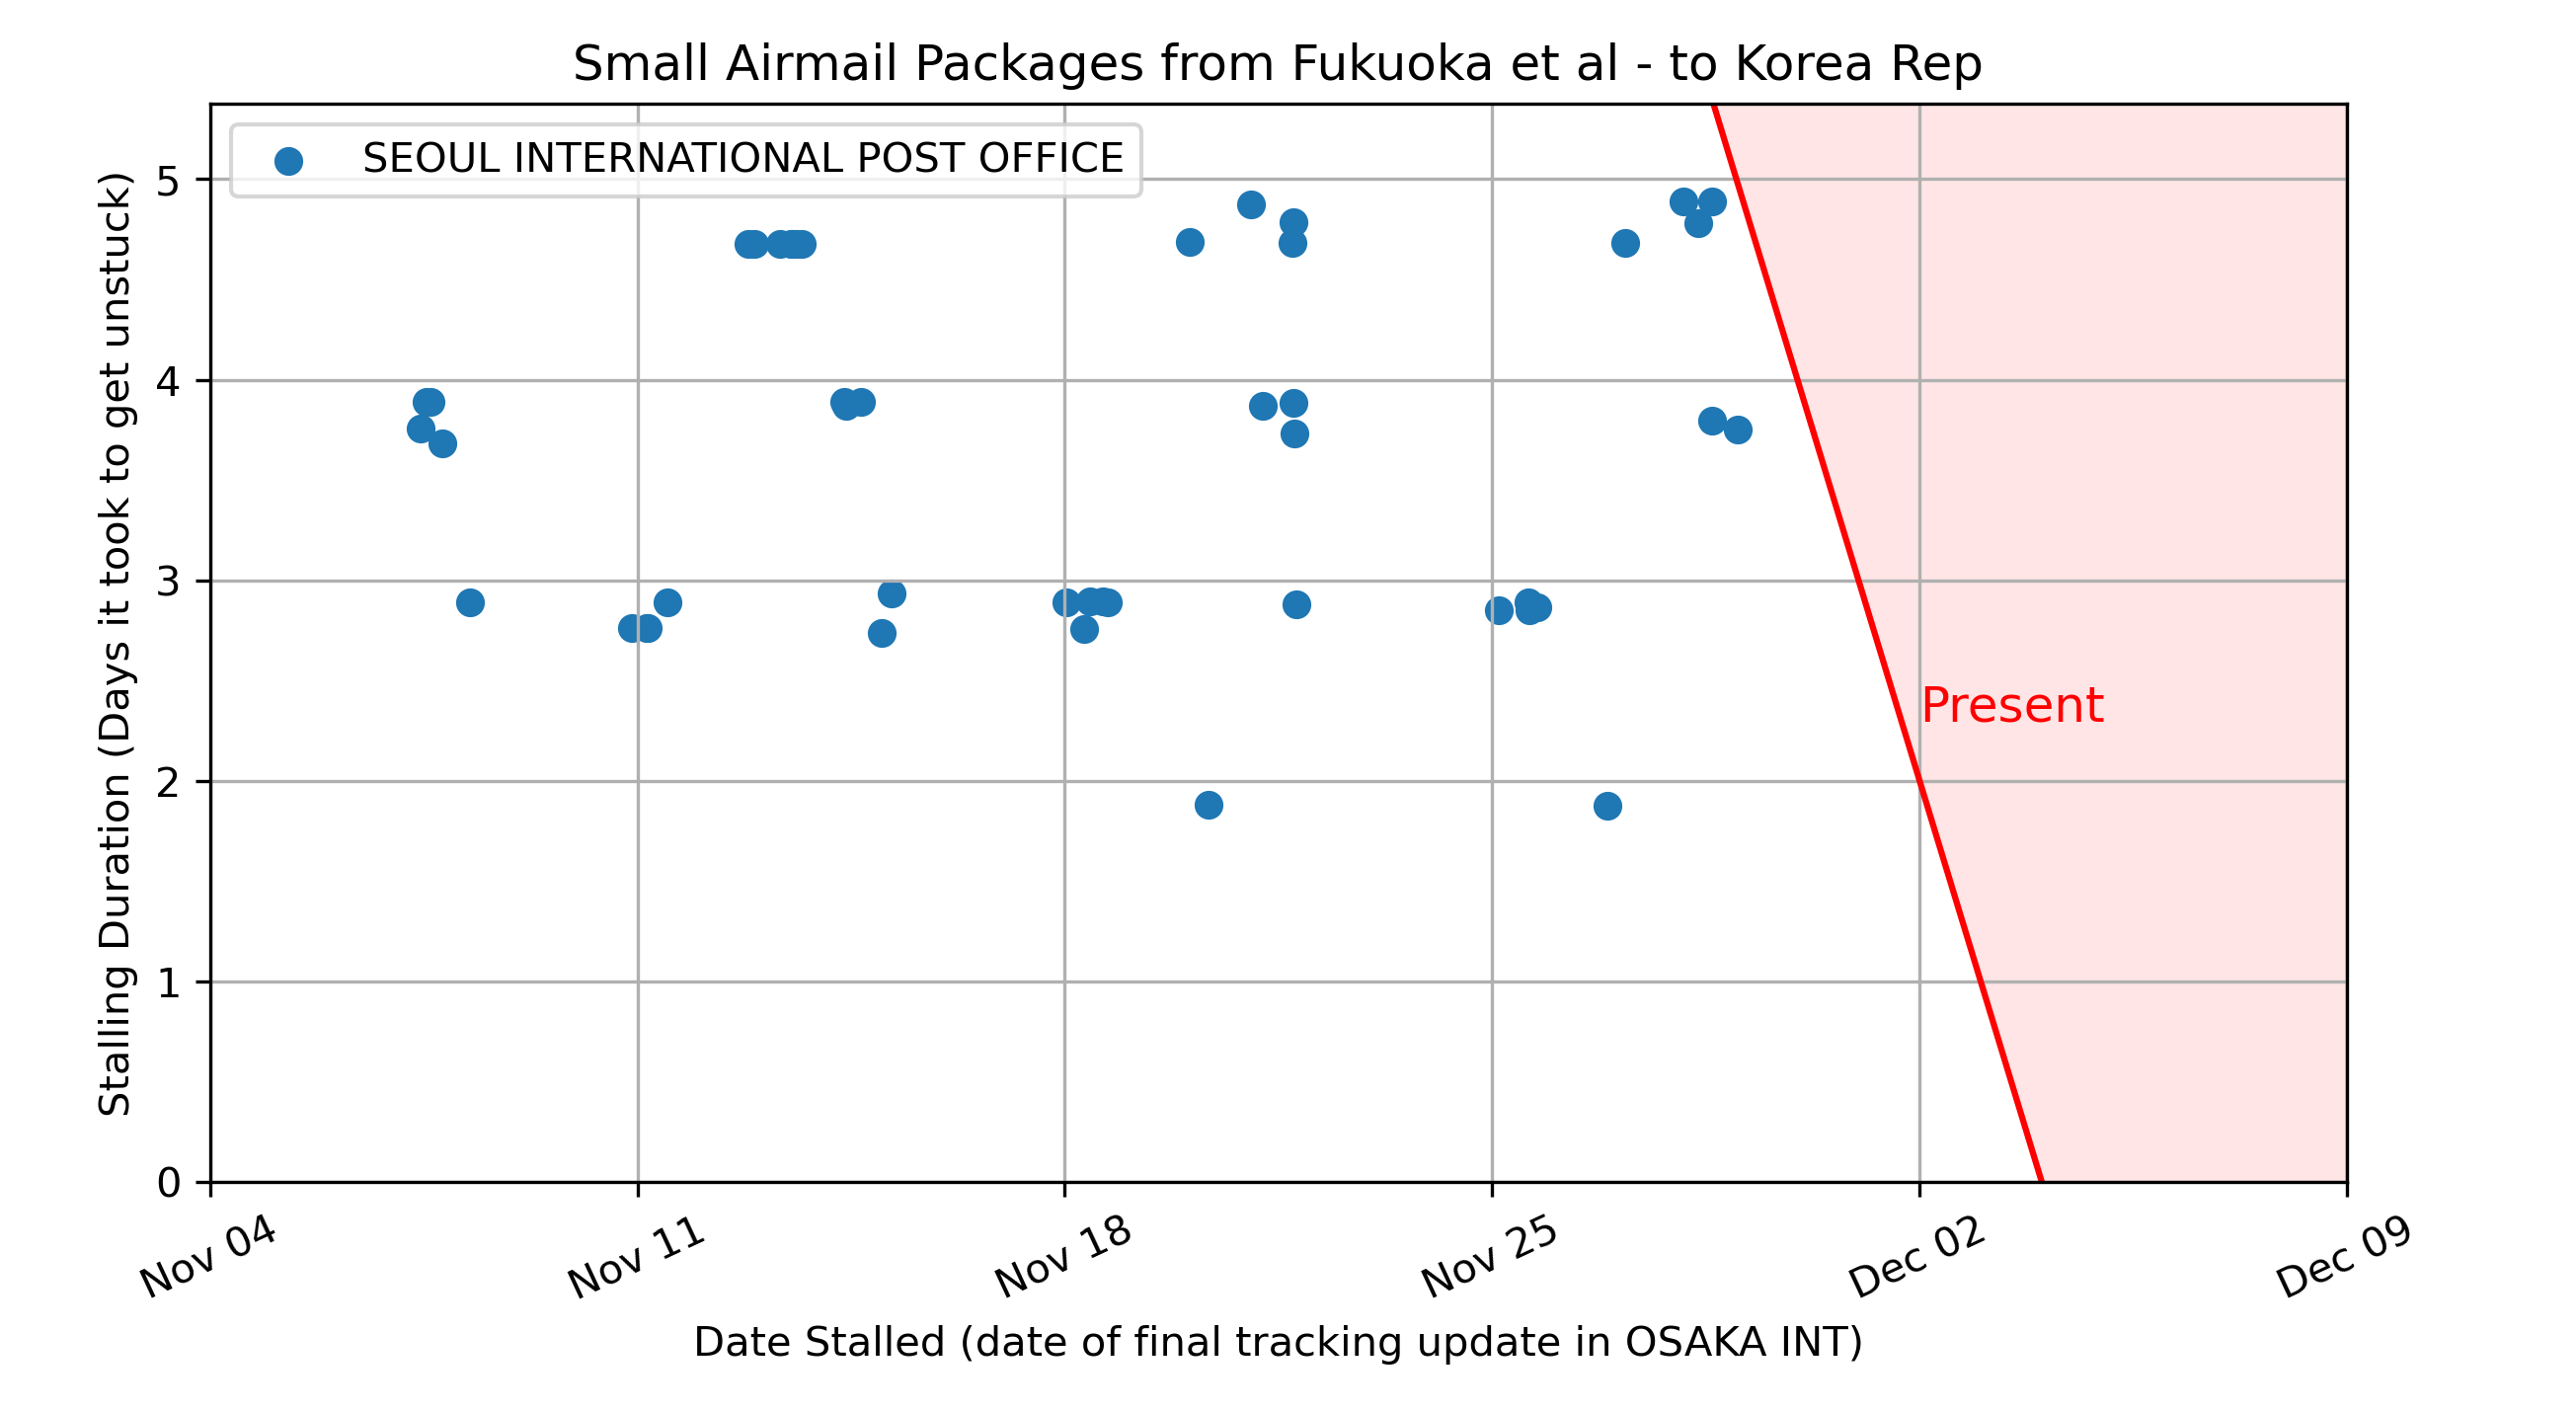 Small Airmail Packages from Fukuoka et al - to Korea Rep
SEOUL INTERNATIONAL POST OFFICE
Stalling Duration (Days it took to get unstuck)
5
4
3
2
1
0
Present
Nov 04
Nov 11
Nov 18
Nov 25
Dec 02
Dec 09
Date Stalled (date of final tracking update in OSAKA INT)